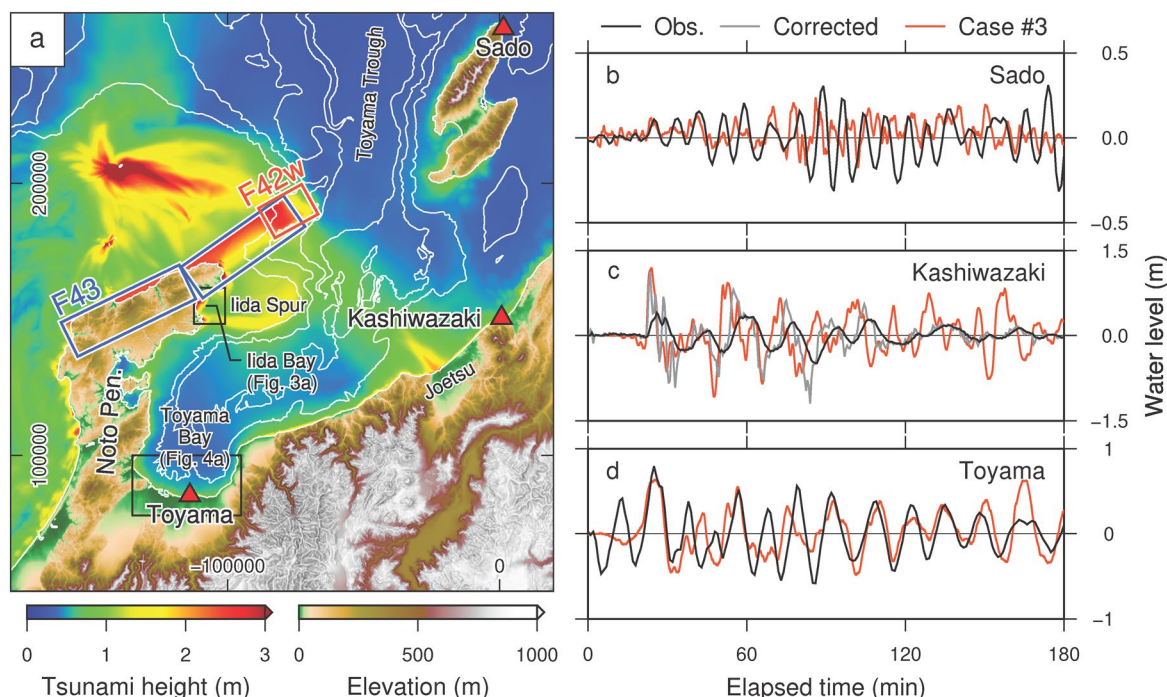 a
Sado
Toyama Trough
200000
F42w
F43
Iida Spur
Kashiwazaki
Iida Bay
(Fig. 3a)
Joetsu
Noto Pen.
Toyama
Bay
(Fig. 4a)
100000
Toyama
−100000
0
0 1 2 3
Tsunami height (m)
0 500 1000
Elevation (m)
Obs. Corrected Case #3
b
Sado
0.5
0.0
−0.5
c
Kashiwazaki
1.5
0.0
−1.5
Water level (m)
d
Toyama
1
0
−1
0 60 120 180
Elapsed time (min)